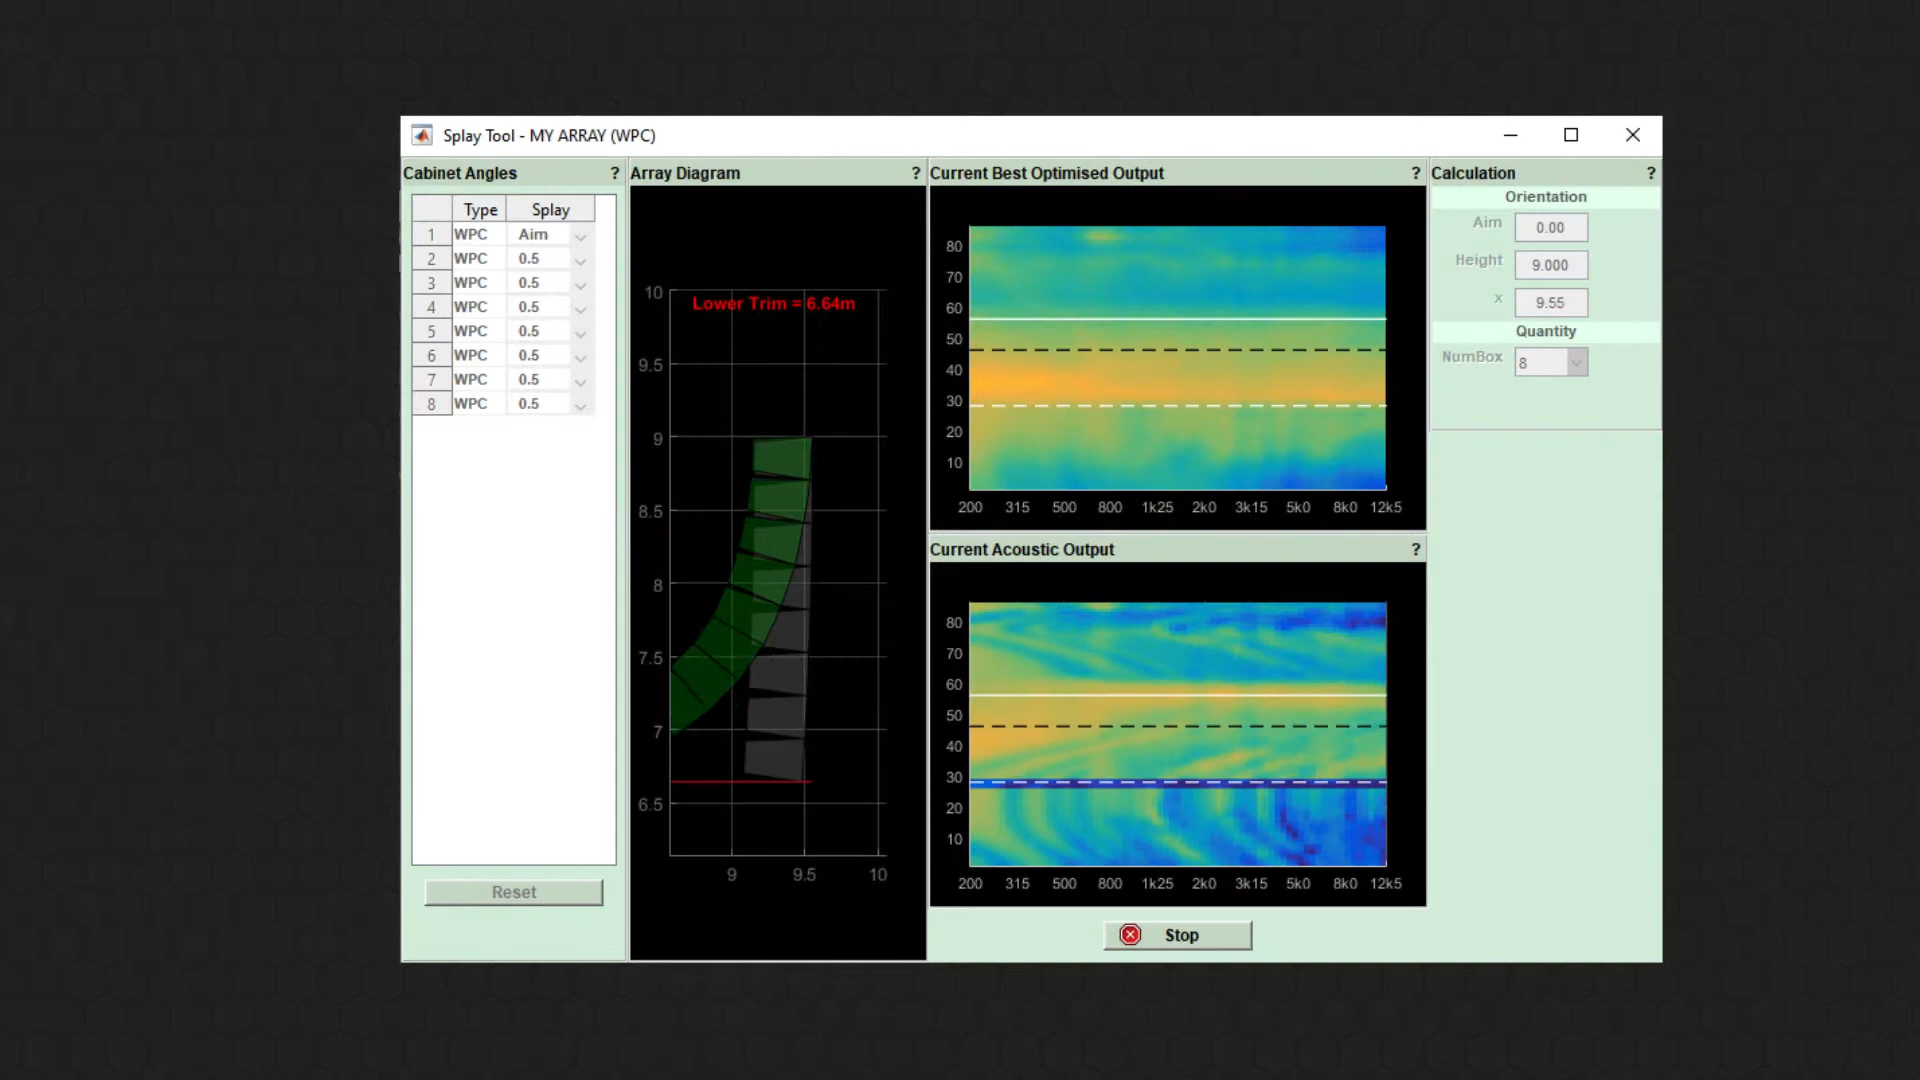 Splay Tool - MY ARRAY (WPC)
Cabinet Angles ?
Type Splay
1 WPC Aim
2 WPC 0.5
3 WPC 0.5
4 WPC 0.5
5 WPC 0.5
6 WPC 0.5
7 WPC 0.5
8 WPC 0.5
Reset
Array Diagram ?
Lower Trim = 6.64m
10
9.5
9
8.5
8
7.5
7
6.5
9 9.5 10
Current Best Optimised Output ?
80
70
60
50
40
30
20
10
200 315 500 800 1k25 2k0 3k15 5k0 8k0 12k5
Current Acoustic Output ?
80
70
60
50
40
30
20
10
200 315 500 800 1k25 2k0 3k15 5k0 8k0 12k5
Stop
Calculation ?
Orientation
Aim 0.00
Height 9.000
x 9.55
Quantity
NumBox 8